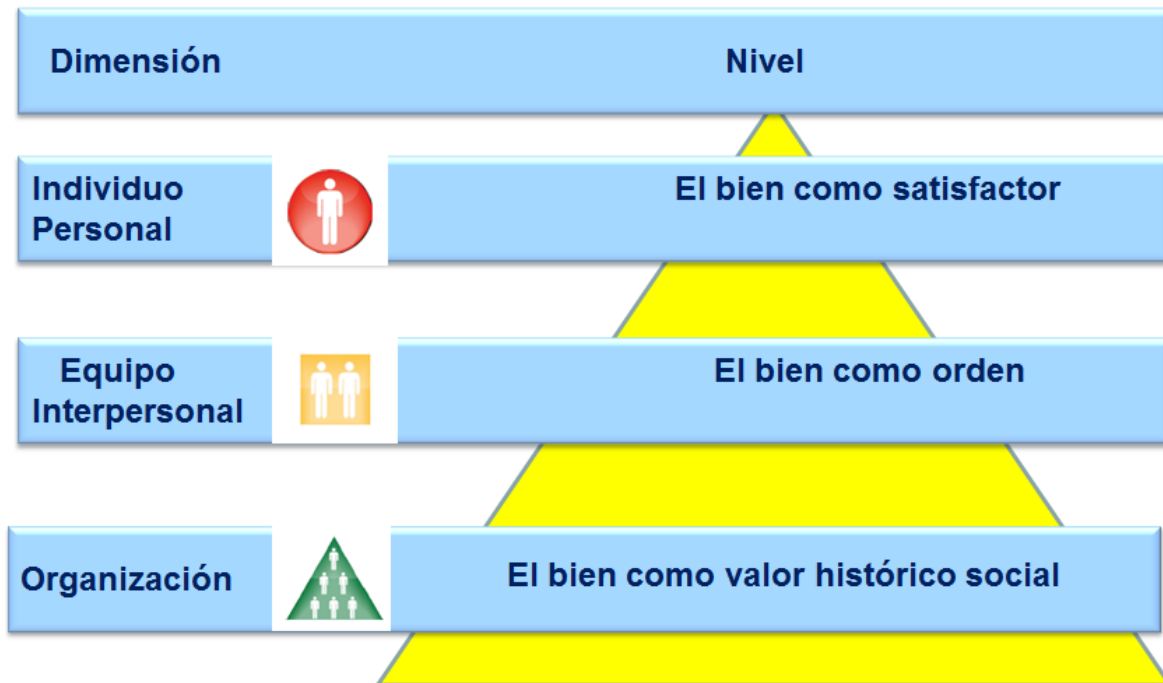 Dimensión
Nivel
Individuo
Personal
El bien como satisfactor
Equipo
Interpersonal
El bien como orden
Organización
El bien como valor histórico social